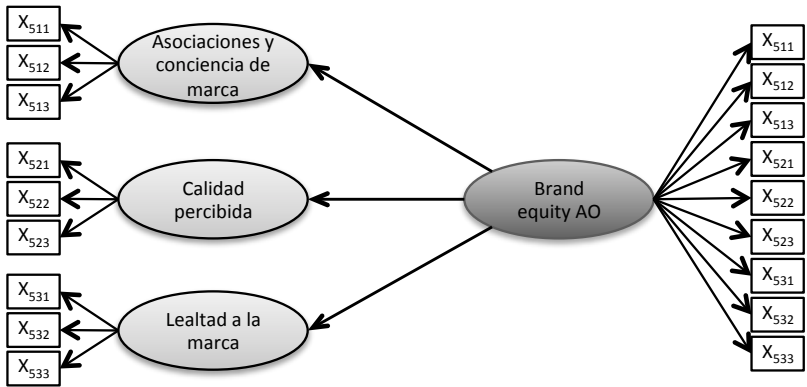 X₅₁₁
X₅₁₂
X₅₁₃
Asociaciones y
conciencia de
marca
X₅₂₁
X₅₂₂
X₅₂₃
Calidad
percibida
X₅₃₁
X₅₃₂
X₅₃₃
Lealtad a la
marca
Brand
equity AO
X₅₁₁
X₅₁₂
X₅₁₃
X₅₂₁
X₅₂₂
X₅₂₃
X₅₃₁
X₅₃₂
X₅₃₃